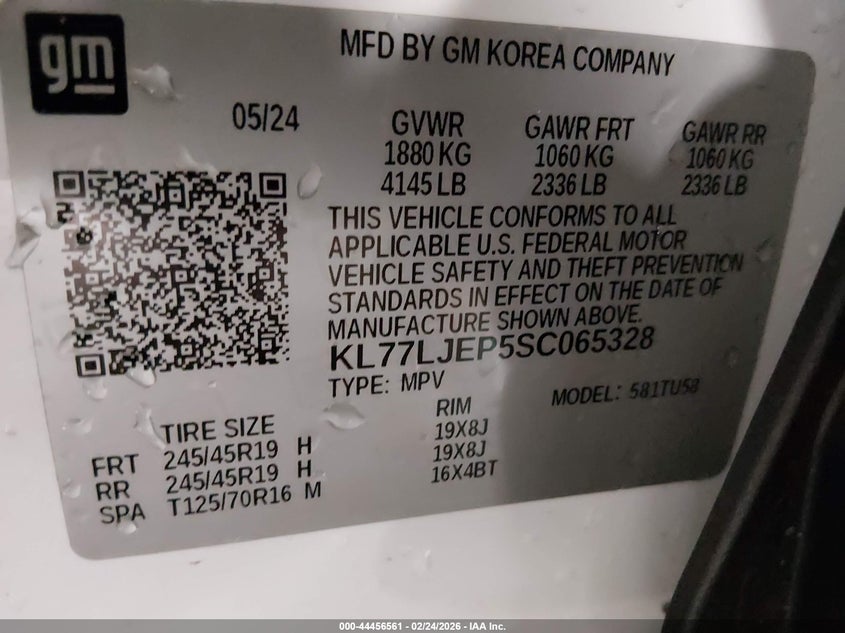 gm
MFD BY GM KOREA COMPANY
05/24 GVWR GAWR FRT GAWR RR
1880 KG 1060 KG 1060 KG
4145 LB 2336 LB 2336 LB
THIS VEHICLE CONFORMS TO ALL
APPLICABLE U.S. FEDERAL MOTOR
VEHICLE SAFETY AND THEFT PREVENTION
STANDARDS IN EFFECT ON THE DATE OF
MANUFACTURE SHOWN ABOVE.
KL77LJEP5SC065328
TYPE: MPV MODEL: 581TU58
TIRE SIZE RIM
FRT 245/45R19 H 19X8J
RR 245/45R19 H 19X8J
SPA T125/70R16 M 16X4BT
000-44456561 - 02/24/2026 - IAA Inc.